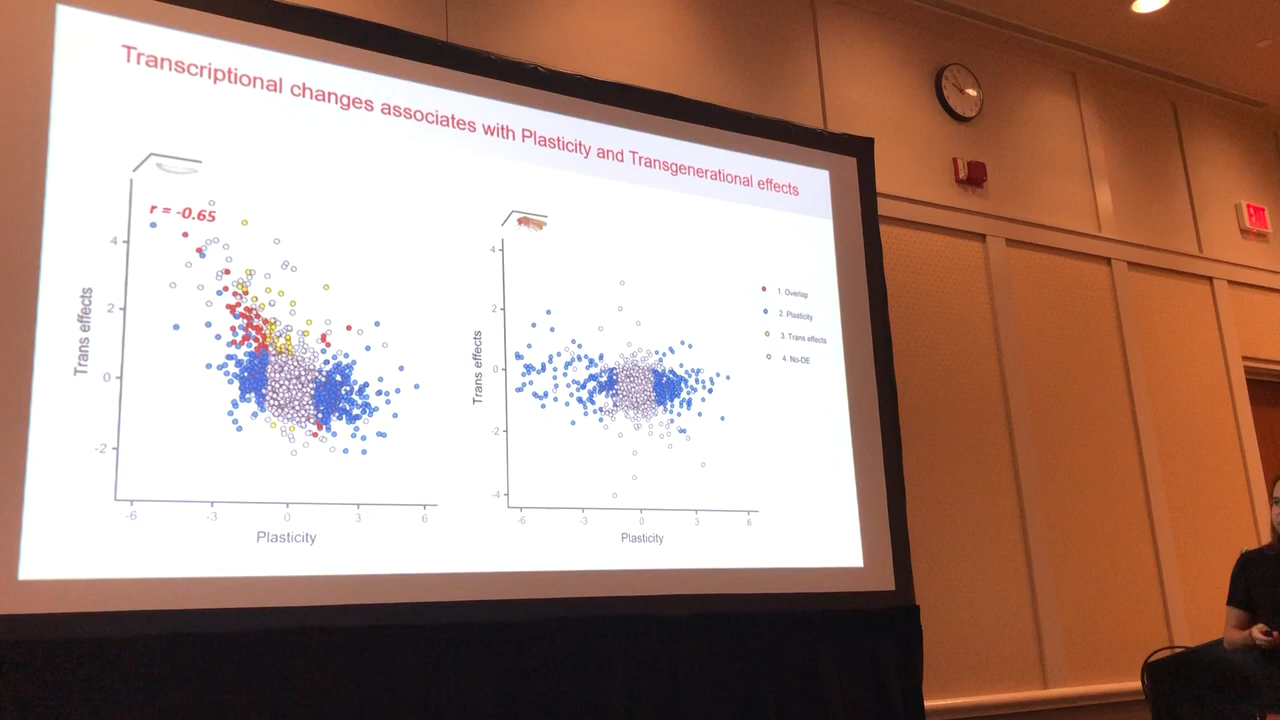 Transcriptional changes associates with Plasticity and Transgenerational effects
r = -0.65
4
2
0
-2
Trans effects
-6 -3 0 3 6
Plasticity
4
2
0
-2
-4
Trans effects
-6 -3 0 3 6
Plasticity
1. Overlap
2. Plasticity
3. Trans effects
4. No-DE